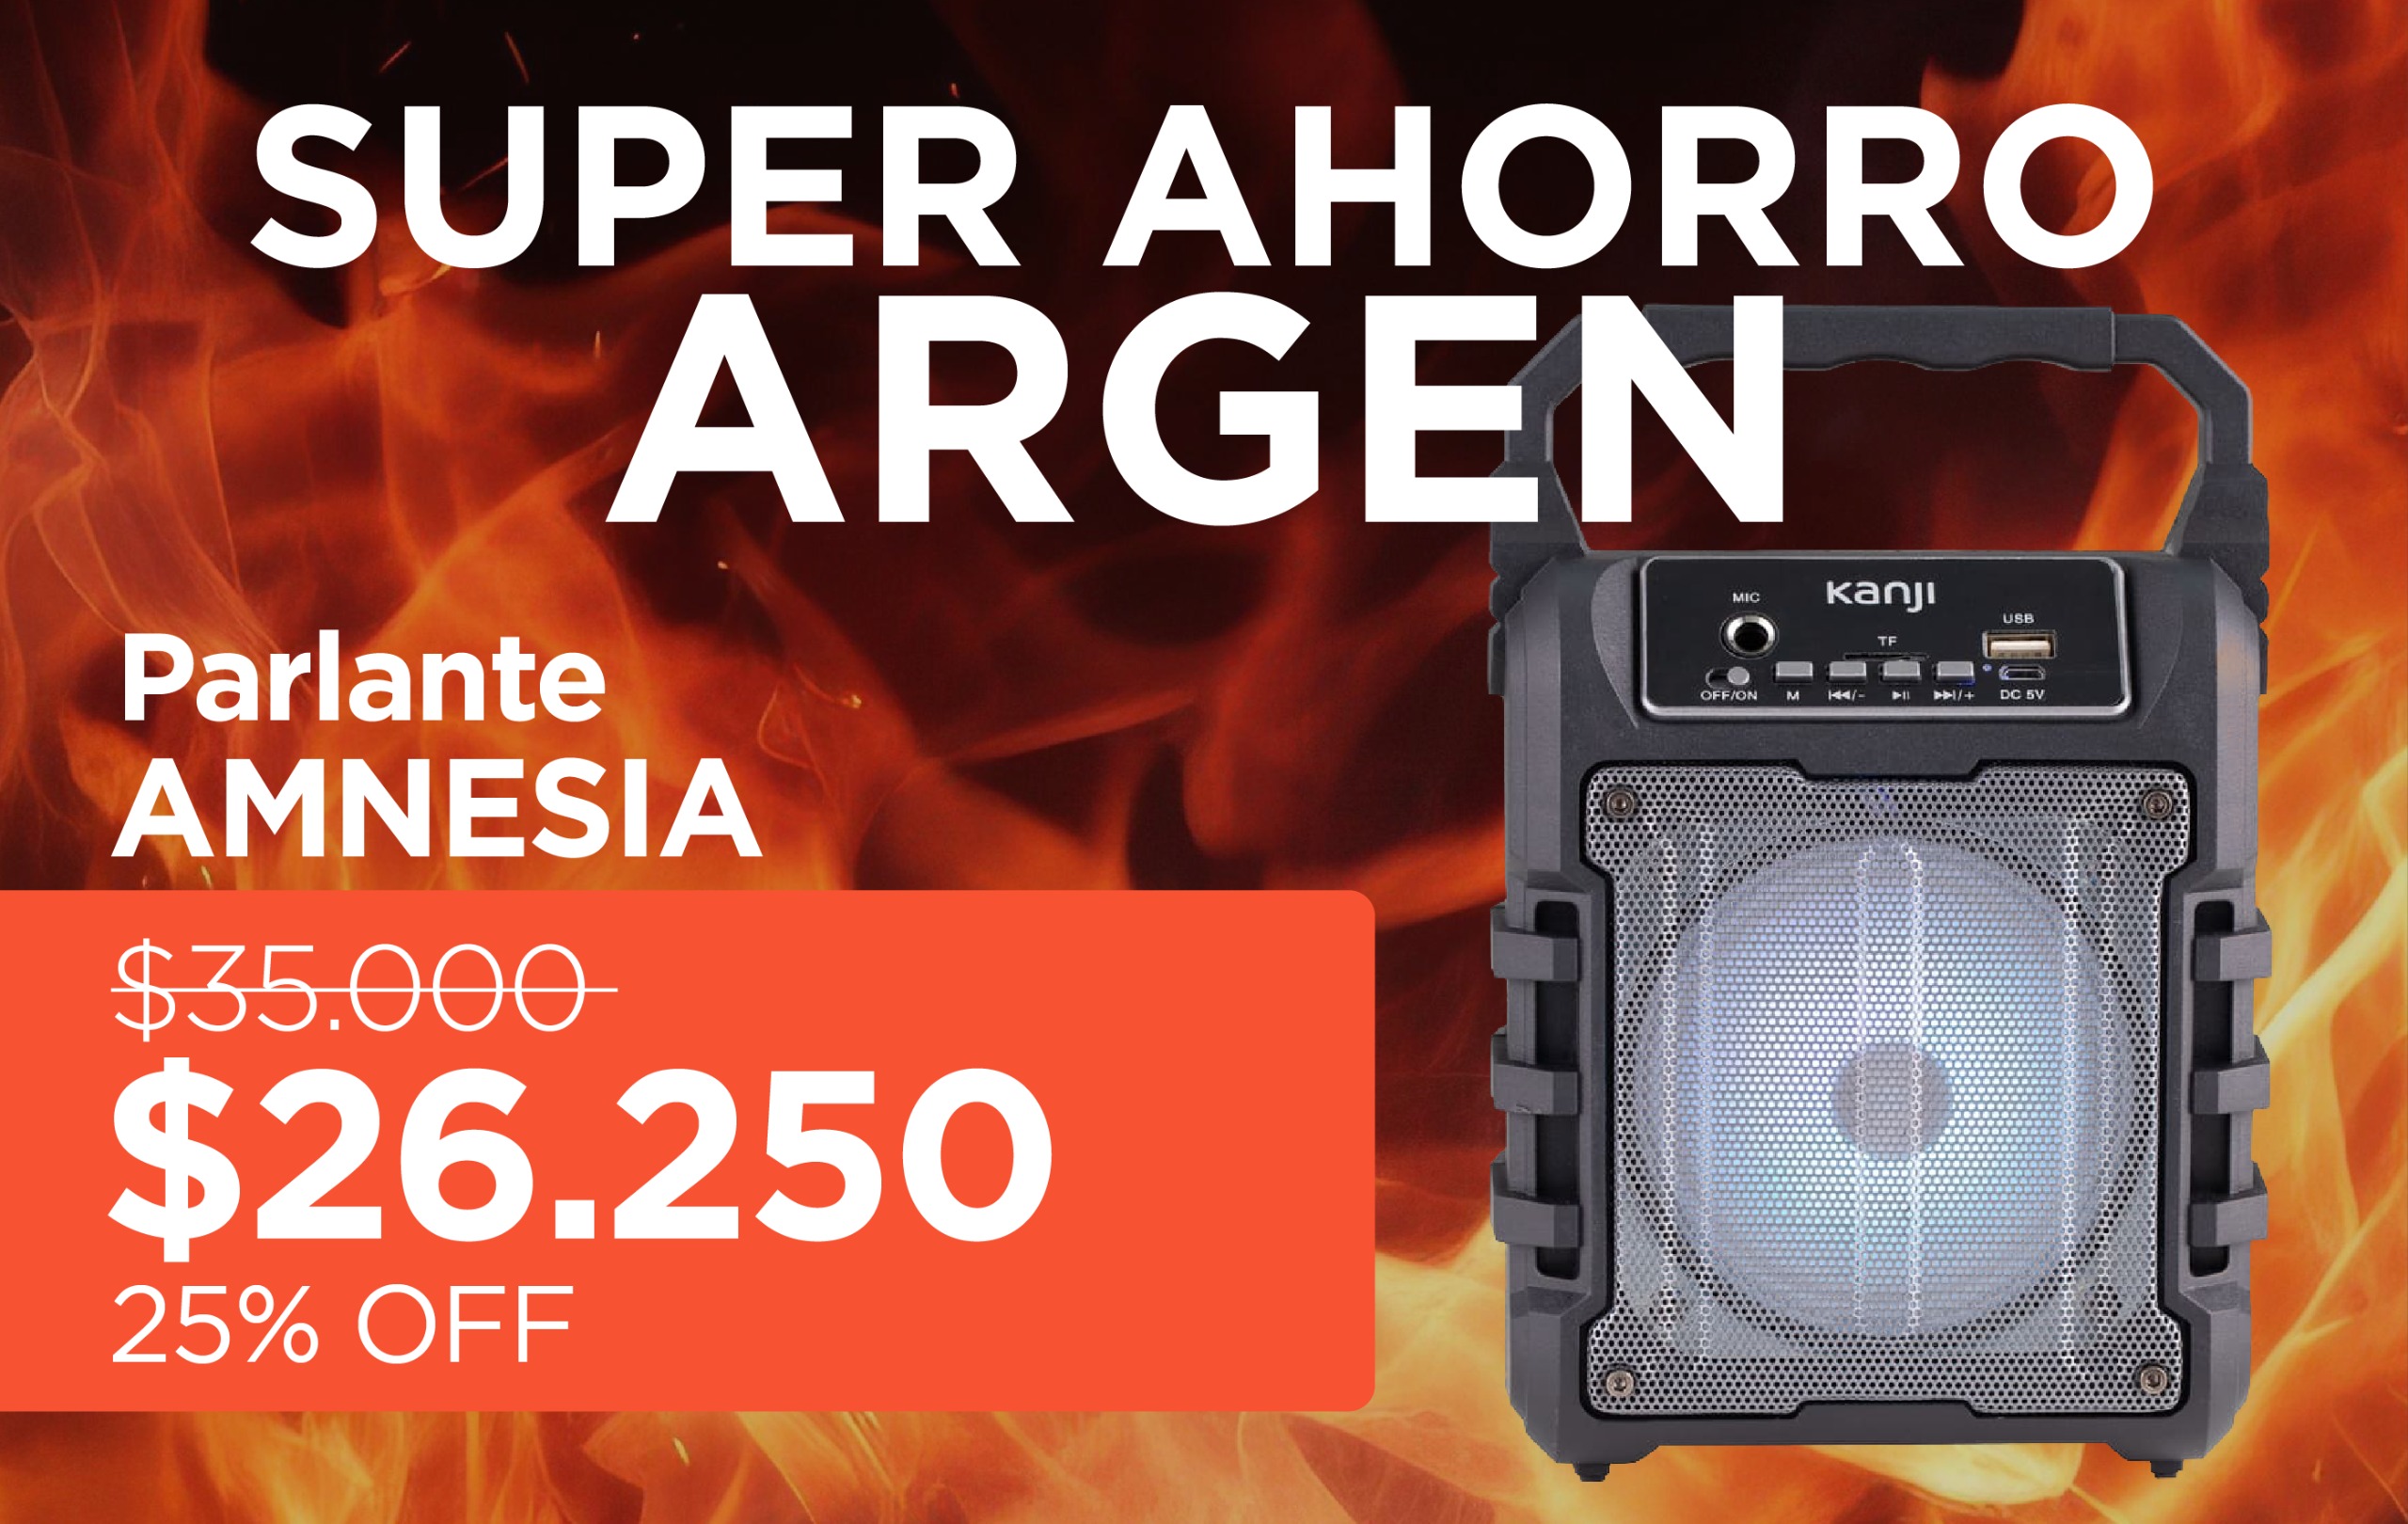 SUPER AHORRO
ARGEN
Parlante
AMNESIA
$35.000
$26.250
25% OFF
Kanji
MIC
TF
USB
OFF/ON M ⏮/- ⏯ ⏭/+ DC 5V